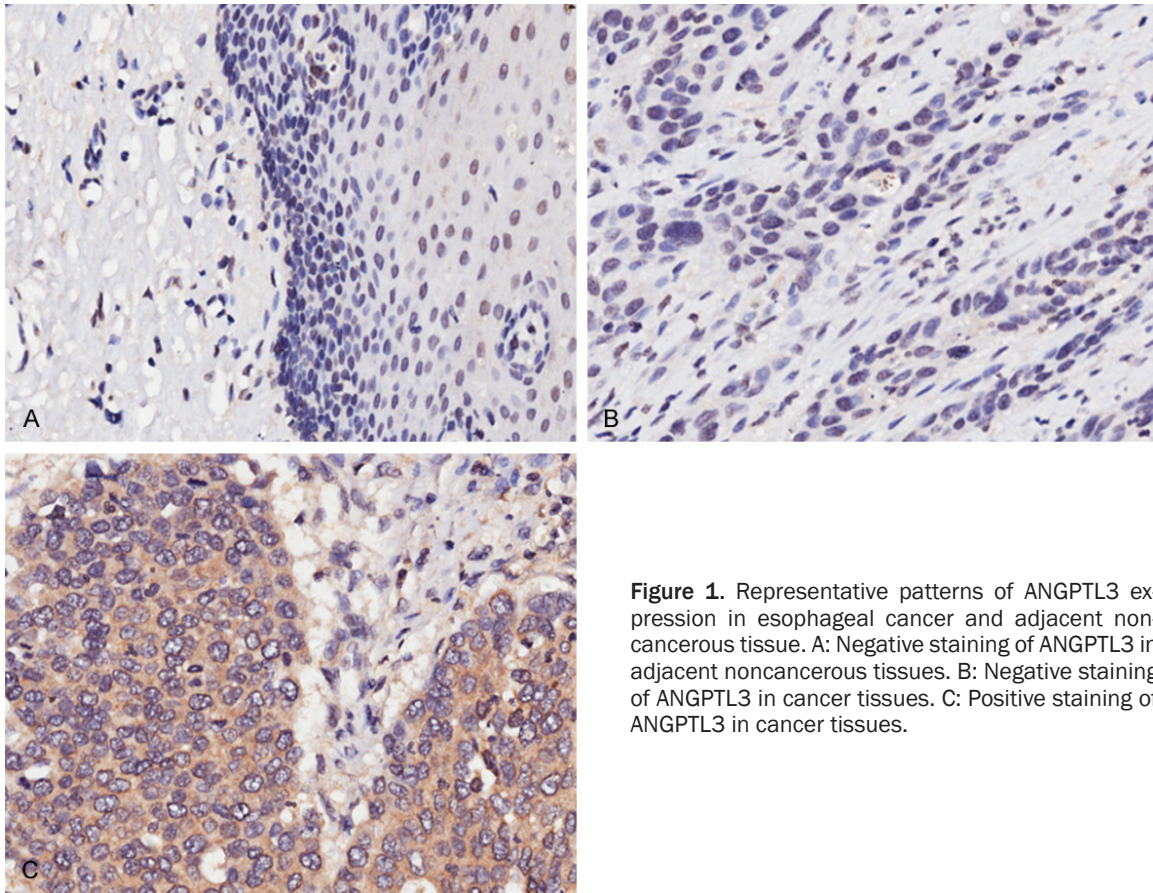 A
B
C
Figure 1. Representative patterns of ANGPTL3 ex-
pression in esophageal cancer and adjacent non-
cancerous tissue. A: Negative staining of ANGPTL3 in
adjacent noncancerous tissues. B: Negative staining
of ANGPTL3 in cancer tissues. C: Positive staining of
ANGPTL3 in cancer tissues.